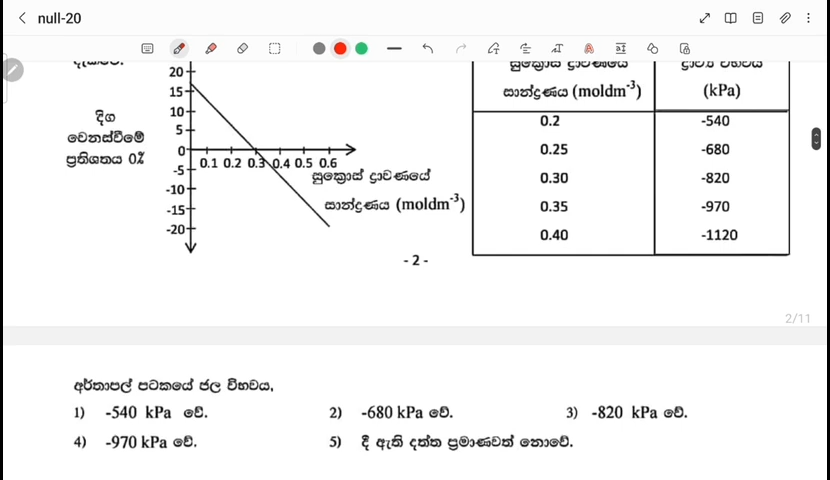 null-20
20
15
10
5
0
-5
-10
-15
-20
දිග
වෙනස්වීමේ
ප්‍රතිශතය 0%
0.1 0.2 0.3 0.4 0.5 0.6
සුක්‍රොස් ද්‍රාවණයේ
සාන්ද්‍රණය (moldm⁻³)
සුක්‍රොස් ද්‍රාවණයේ ද්‍රාව්‍ය විභවය
සාන්ද්‍රණය (moldm⁻³) (kPa)
0.2 -540
0.25 -680
0.30 -820
0.35 -970
0.40 -1120
- 2 -
2/11
අර්තාපල් පටකයේ ජල විභවය,
1) -540 kPa වේ. 2) -680 kPa වේ. 3) -820 kPa වේ.
4) -970 kPa වේ. 5) දී ඇති දත්ත ප්‍රමාණවත් නොවේ.